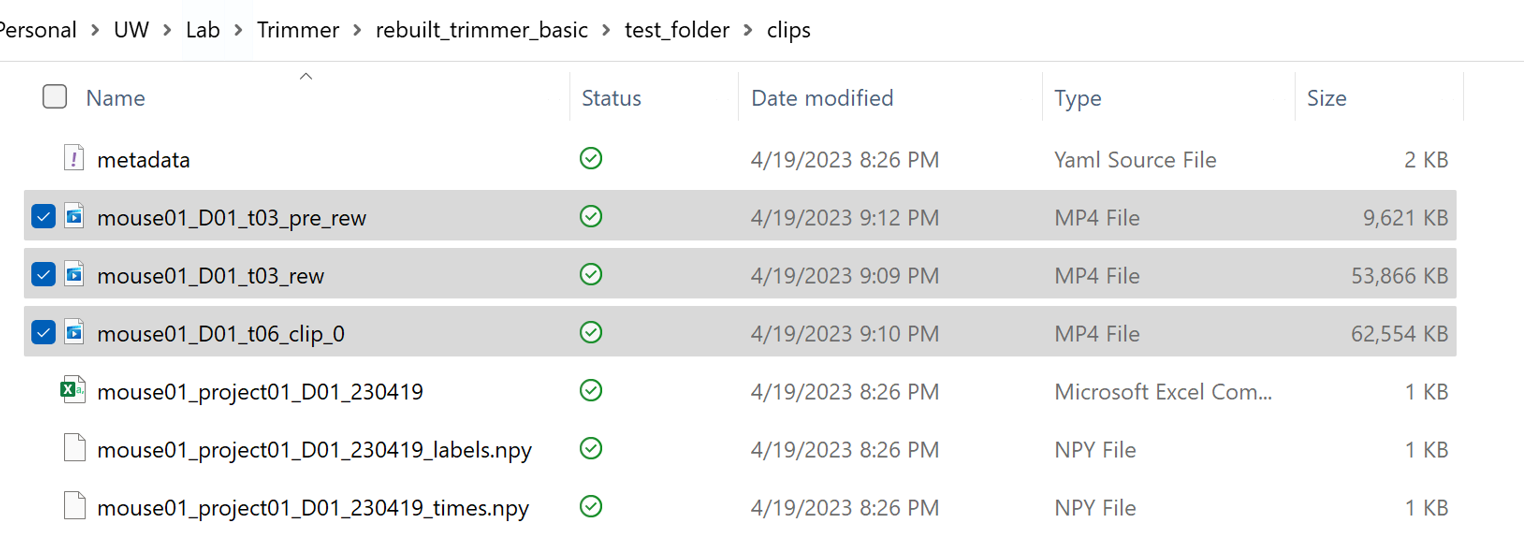 Personal > UW > Lab > Trimmer > rebuilt_trimmer_basic > test_folder > clips
Name Status Date modified Type Size
metadata 4/19/2023 8:26 PM Yaml Source File 2 KB
mouse01_D01_t03_pre_rew 4/19/2023 9:12 PM MP4 File 9,621 KB
mouse01_D01_t03_rew 4/19/2023 9:09 PM MP4 File 53,866 KB
mouse01_D01_t06_clip_0 4/19/2023 9:10 PM MP4 File 62,554 KB
mouse01_project01_D01_230419 4/19/2023 8:26 PM Microsoft Excel Com... 1 KB
mouse01_project01_D01_230419_labels.npy 4/19/2023 8:26 PM NPY File 1 KB
mouse01_project01_D01_230419_times.npy 4/19/2023 8:26 PM NPY File 1 KB